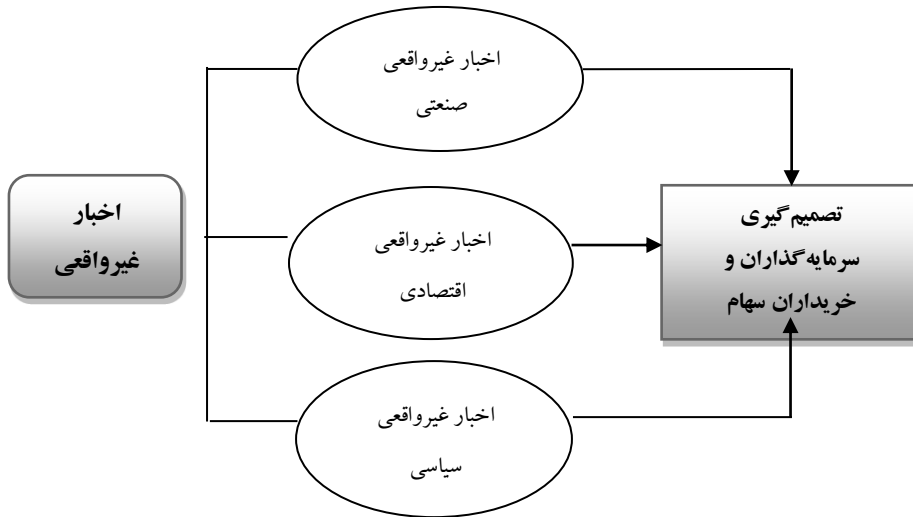 اخبار غیرواقعی
صنعتی
اخبار
غیرواقعی
اخبار غیرواقعی
اقتصادی
تصمیم‌گیری
سرمایه‌گذاران و
خریداران سهام
اخبار غیرواقعی
سیاسی